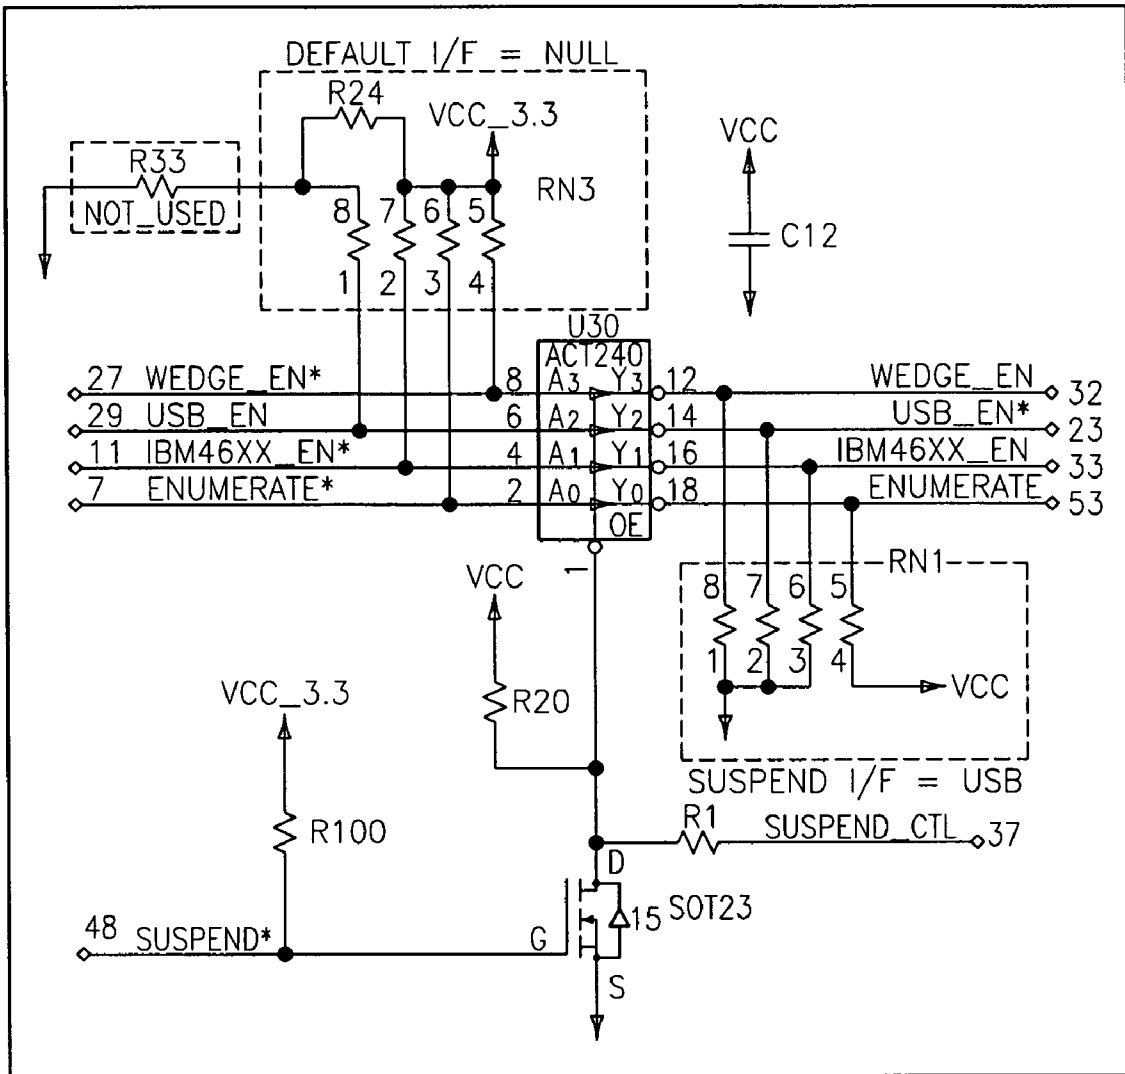 DEFAULT I/F = NULL
R24
VCC_3.3
VCC
R33
NOT_USED
RN3
8 7 6 5
1 2 3 4
C12
U30
ACT240
27 WEDGE_EN* 8 A3 Y3 12 WEDGE_EN 32
29 USB_EN 6 A2 Y2 14 USB_EN* 23
11 IBM46XX_EN* 4 A1 Y1 16 IBM46XX_EN 33
7 ENUMERATE* 2 A0 Y0 18 ENUMERATE 53
OE
1
RN1
8 7 6 5
1 2 3 4
VCC
VCC
R20
VCC_3.3
SUSPEND I/F = USB
R100
R1 SUSPEND_CTL 37
D
15 SOT23
48 SUSPEND* G
S